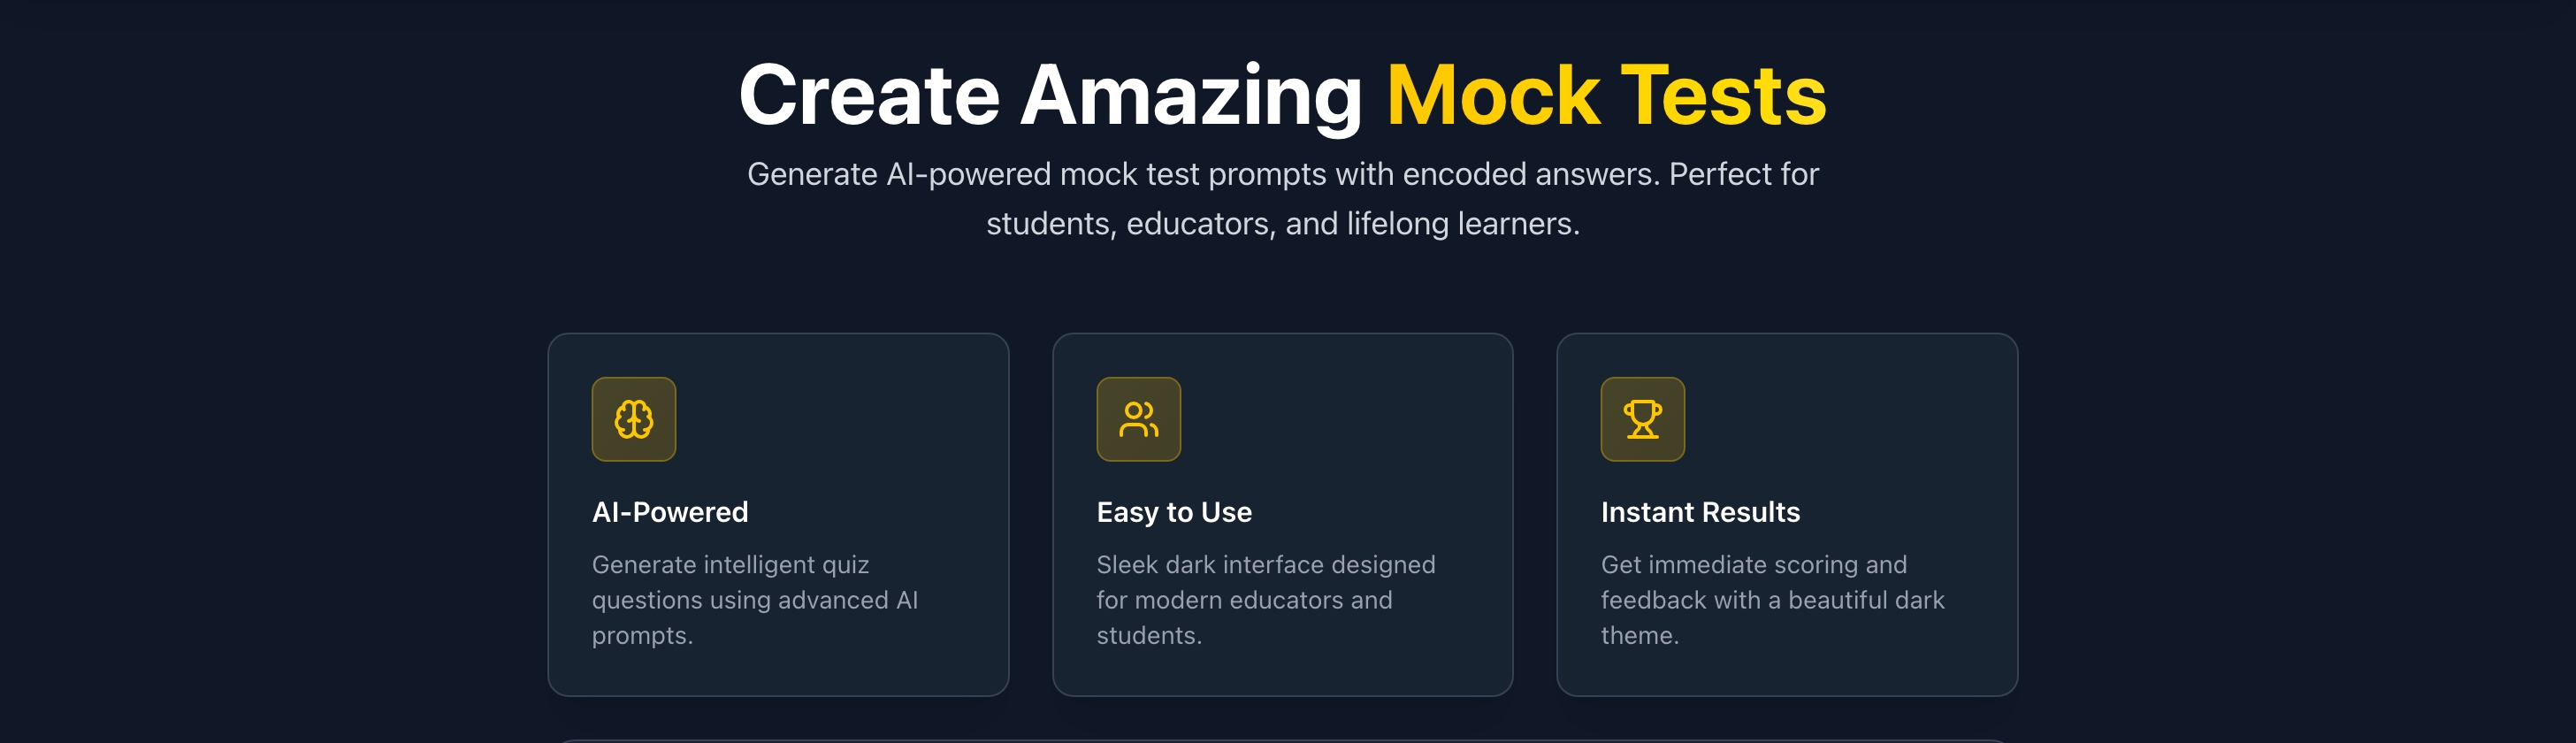 Create Amazing Mock Tests
Generate AI-powered mock test prompts with encoded answers. Perfect for
students, educators, and lifelong learners.
AI-Powered
Generate intelligent quiz
questions using advanced AI
prompts.
Easy to Use
Sleek dark interface designed
for modern educators and
students.
Instant Results
Get immediate scoring and
feedback with a beautiful dark
theme.